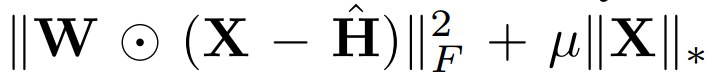 ‖W ⊙ (X − Ĥ)‖²_F + μ‖X‖_*